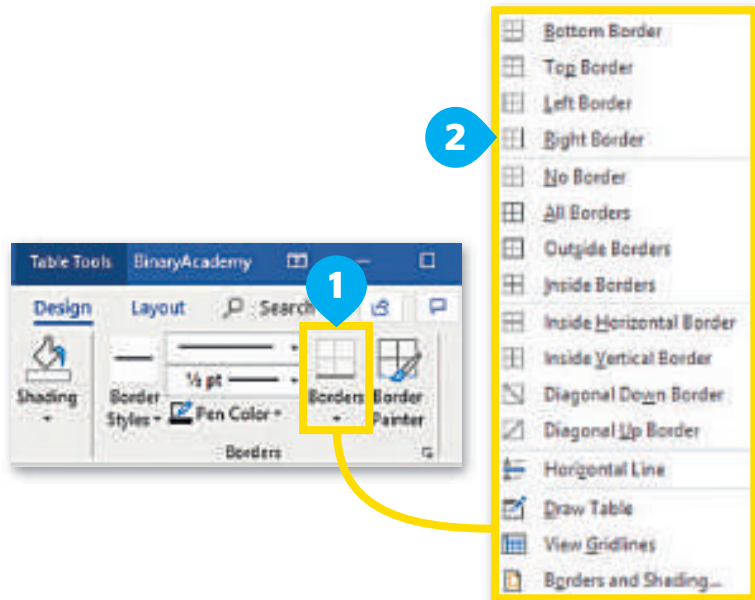 Bottom Border
Top Border
Left Border
2
Right Border
No Border
All Borders
Outside Borders
Inside Borders
Inside Horizontal Border
Inside Vertical Border
Diagonal Down Border
Diagonal Up Border
Horizontal Line
Draw Table
View Gridlines
Borders and Shading...
Table Tools BinaryAcademy
1
Design Layout Search
½ pt
Shading Border Borders Border
Styles Pen Color Painter
Borders